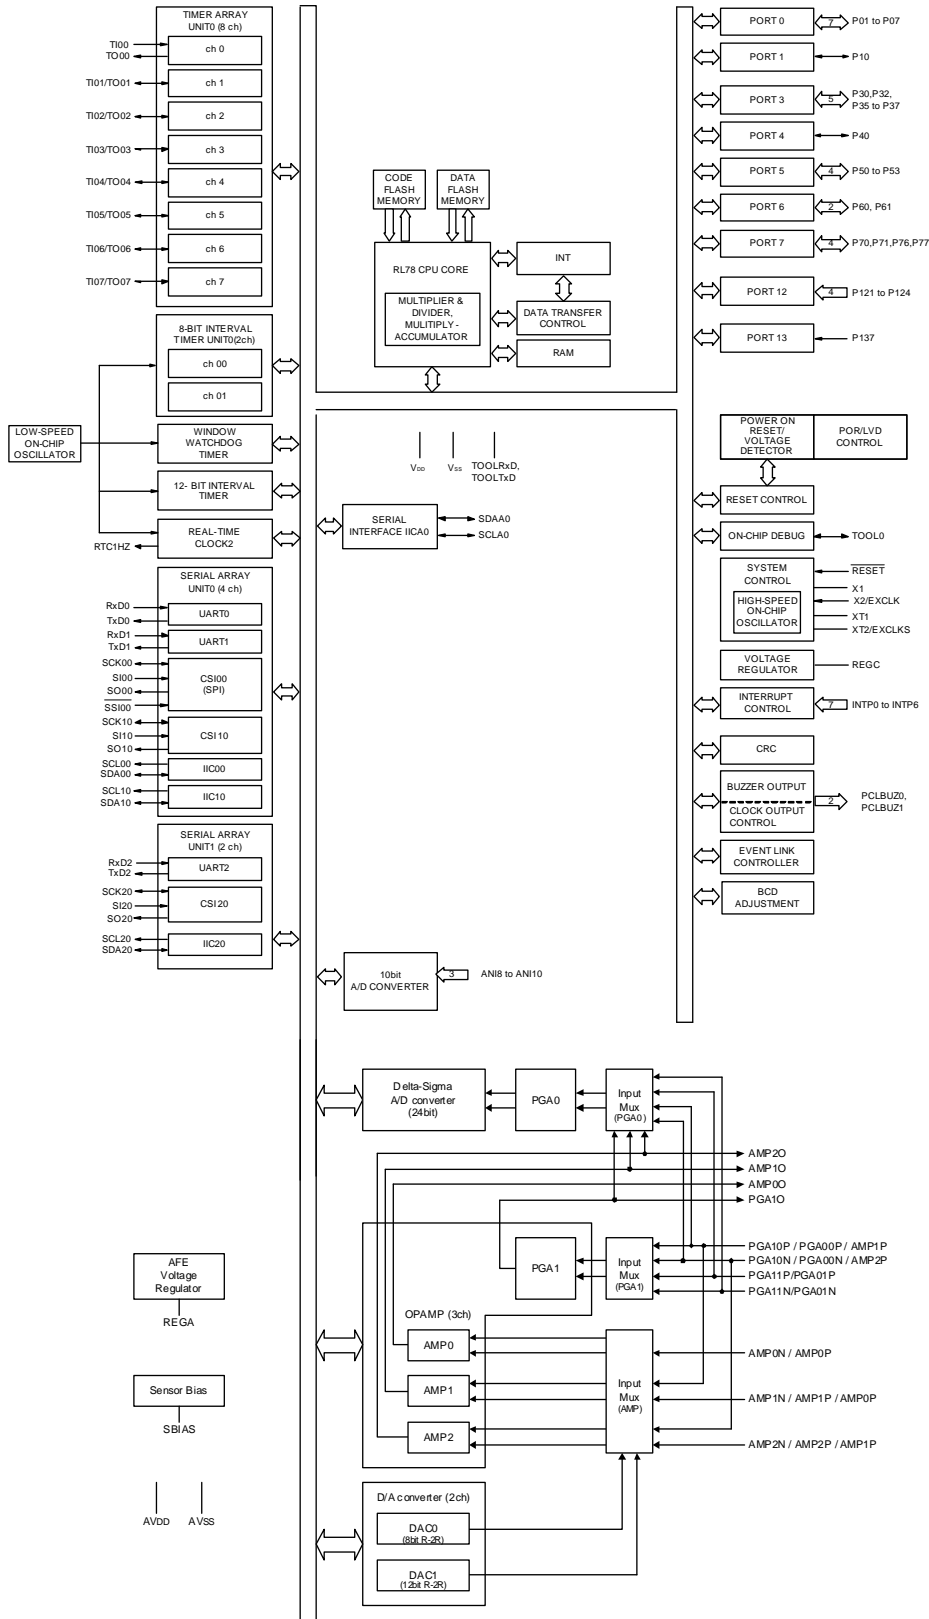 TIMER ARRAY
UNIT0 (8 ch)
TI00
TO00
ch 0
TI01/TO01
ch 1
TI02/TO02
ch 2
TI03/TO03
ch 3
TI04/TO04
ch 4
TI05/TO05
ch 5
TI06/TO06
ch 6
TI07/TO07
ch 7
8-BIT INTERVAL
TIMER UNIT0(2ch)
ch 00
ch 01
LOW-SPEED
ON-CHIP
OSCILLATOR
WINDOW
WATCHDOG
TIMER
12- BIT INTERVAL
TIMER
REAL-TIME
CLOCK2
RTC1HZ
SERIAL ARRAY
UNIT0 (4 ch)
RxD0
TxD0
UART0
RxD1
TxD1
UART1
SCK00
SI00
SO00
SSI00
CSI00
(SPI)
SCK10
SI10
SO10
CSI10
SCL00
SDA00
IIC00
SCL10
SDA10
IIC10
SERIAL ARRAY
UNIT1 (2 ch)
RxD2
TxD2
UART2
SCK20
SI20
SO20
CSI20
SCL20
SDA20
IIC20
CODE
FLASH
MEMORY
DATA
FLASH
MEMORY
RL78 CPU CORE
MULTIPLIER &
DIVIDER,
MULITIPLY -
ACCUMULATOR
INT
DATA TRANSFER
CONTROL
RAM
VDD
VSS
TOOLRxD,
TOOLTxD
SERIAL
INTERFACE IICA0
SDAA0
SCLA0
10bit
A/D CONVERTER
3
ANI8 to ANI10
PORT 0
7
P01 to P07
PORT 1
P10
PORT 3
5
P30,P32,
P35 to P37
PORT 4
P40
PORT 5
4
P50 to P53
PORT 6
2
P60, P61
PORT 7
4
P70,P71,P76,P77
PORT 12
4
P121 to P124
PORT 13
P137
POWER ON
RESET/
VOLTAGE
DETECTOR
POR/LVD
CONTROL
RESET CONTROL
ON-CHIP DEBUG
TOOL0
SYSTEM
CONTROL
HIGH-SPEED
ON-CHIP
OSCILLATOR
RESET
X1
X2/EXCLK
XT1
XT2/EXCLKS
VOLTAGE
REGULATOR
REGC
INTERRUPT
CONTROL
7
INTP0 to INTP6
CRC
BUZZER OUTPUT
CLOCK OUTPUT
CONTROL
2
PCLBUZ0,
PCLBUZ1
EVENT LINK
CONTROLLER
BCD
ADJUSTMENT
Delta-Sigma
A/D converter
(24bit)
PGA0
Input
Mux
(PGA0)
AMP2O
AMP1O
AMP0O
PGA1O
PGA1
Input
Mux
(PGA1)
PGA10P / PGA00P / AMP1P
PGA10N / PGA00N / AMP2P
PGA11P/PGA01P
PGA11N/PGA01N
OPAMP (3ch)
AMP0
AMP1
AMP2
Input
Mux
(AMP)
AMP0N / AMP0P
AMP1N / AMP1P / AMP0P
AMP2N / AMP2P / AMP1P
D/A converter (2ch)
DAC0
(8bit R-2R)
DAC1
(12bit R-2R)
AFE
Voltage
Regulator
REGA
Sensor Bias
SBIAS
AVDD
AVSS